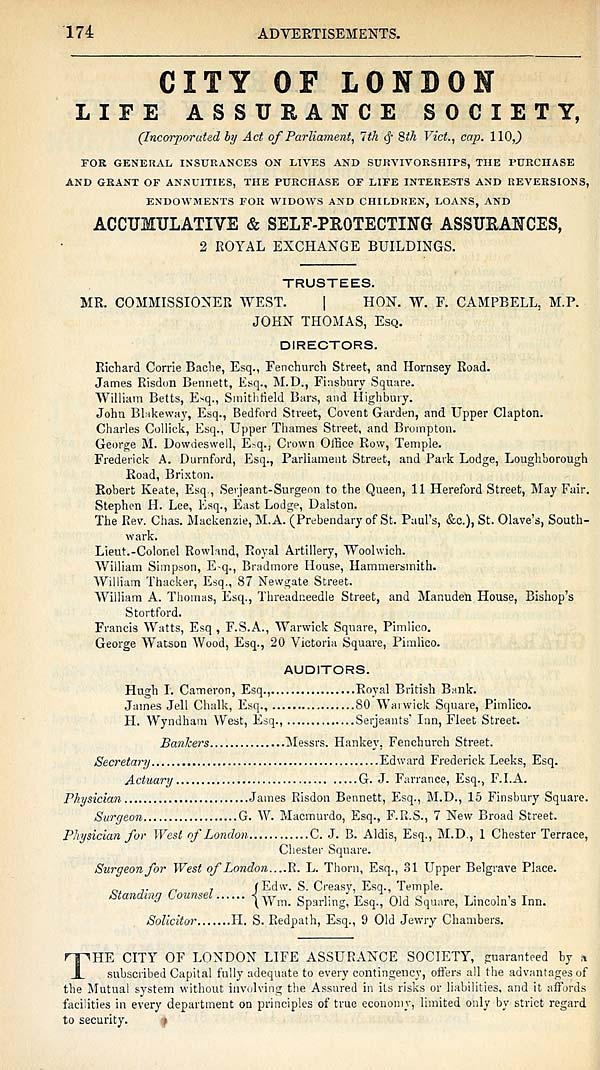 174 ADVERTISEMENTS.
CITY OF LONDON
LIFE ASSURANCE SOCIETY,
(Incorporated by Act of Parliament, 7th & 8th Vict., cap. 110,)
FOR GENERAL INSURANCES ON LIVES AND SURVIVORSHIPS, THE PURCHASE
AND GRANT OF ANNUITIES, THE PURCHASE OF LIFE INTERESTS AND REVERSIONS,
ENDOWMENTS FOR WIDOWS AND CHILDREN, LOANS, AND
ACCUMULATIVE & SELF-PROTECTING ASSURANCES,
2 ROYAL EXCHANGE BUILDINGS.
TRUSTEES.
MR. COMMISSIONER WEST. | HON. W. F. CAMPBELL, M.P.
JOHN THOMAS, ESQ.
DIRECTORS.
Richard Corrie Bache, Esq., Fenchurch Street, and Hornsey Road.
James Risdon Bennett, Esq., M.D., Finsbury Square.
William Betts, Esq., Smithfield Bars, and Highbury.
John Blakeway, Esq., Bedford Street, Covent Garden, and Upper Clapton.
Charles Collick, Esq., Upper Thames Street, and Brompton.
George M. Dowdeswell, Esq., Crown Office Row, Temple.
Frederick A. Durnford, Esq., Parliament Street, and Park Lodge, Loughborough
Road, Brixton.
Robert Keate, Esq., Serjeant-Surgeon to the Queen, 11 Hereford Street, May Fair.
Stephen H. Lee, Esq., East Lodge, Dalston.
The Rev. Chas. Mackenzie, M.A. (Prebendary of St. Paul's, &c.), St. Olave's, South-
wark.
Lieut.-Colonel Rowland, Royal Artillery, Woolwich.
William Simpson, Esq., Bradmore House, Hammersmith.
William Thacker, Esq., 87 Newgate Street.
William A. Thomas, Esq., Threadneedle Street, and Manuden House, Bishop's
Stortford.
Francis Watts, Esq , F.S.A., Warwick Square, Pimlico.
George Watson Wood, Esq., 20 Victoria Square, Pimlico.
AUDITORS.
Hugh I. Cameron, Esq.,.................Royal British Bank.
James Jell Chalk, Esq., .................80 Warwick Square, Pimlico.
H. Wyndham West, Esq., ..............Serjeants' Inn, Fleet Street.
Bankers...............Messrs. Hankey, Fenchurch Street.
Secretary.............................................Edward Frederick Leeks, Esq.
Actuary...................................G. J. Farrance, Esq., F.I.A.
Physician.........................James Risdon Bennett, Esq., M.D., 15 Finsbury Square.
Surgeon...................G. W. Macmurdo, Esq., F.R.S., 7 New Broad Street.
Physician for West of London............C. J. B. Aldis, Esq., M.D., 1 Chester Terrace,
Chester Square.
Surgeon for West of London....R. L. Thorn, Esq., 31 Upper Belgrave Place.
Standing Counsel ...... { Edw. S. Creasy, Esq., Temple.
Wm. Sparling, Esq., Old Square, Lincoln's Inn.
Solicitor.......H. S. Redpath, Esq., 9 Old Jewry Chambers.
THE CITY OF LONDON LIFE ASSURANCE SOCIETY, guaranteed by a
subscribed Capital fully adequate to every contingency, offers all the advantages of
the Mutual system without involving the Assured in its risks or liabilities, and it affords
facilities in every department on principles of true economy, limited only by strict regard
to security.